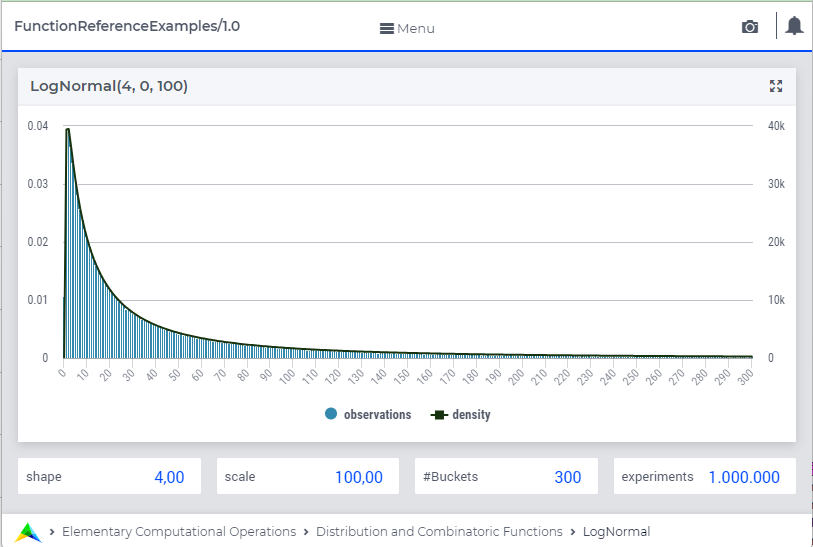 FunctionReferenceExamples/1.0
Menu
LogNormal(4, 0, 100)
0.04 40k
0.03 30k
0.02 20k
0.01 10k
0 0
0 10 20 30 40 50 60 70 80 90 100 110 120 130 140 150 160 170 180 190 200 210 220 230 240 250 260 270 280 290 300
observations density
shape 4,00 scale 100,00 #Buckets 300 experiments 1.000.000
Elementary Computational Operations > Distribution and Combinatoric Functions > LogNormal